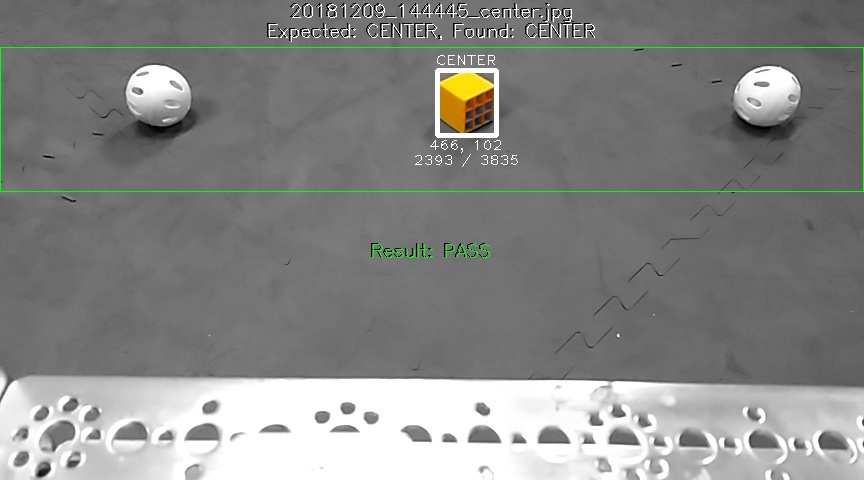 20181209_144445_center.jpg
Expected: CENTER, Found: CENTER
CENTER
466, 102
2393 / 3835
Result: PASS